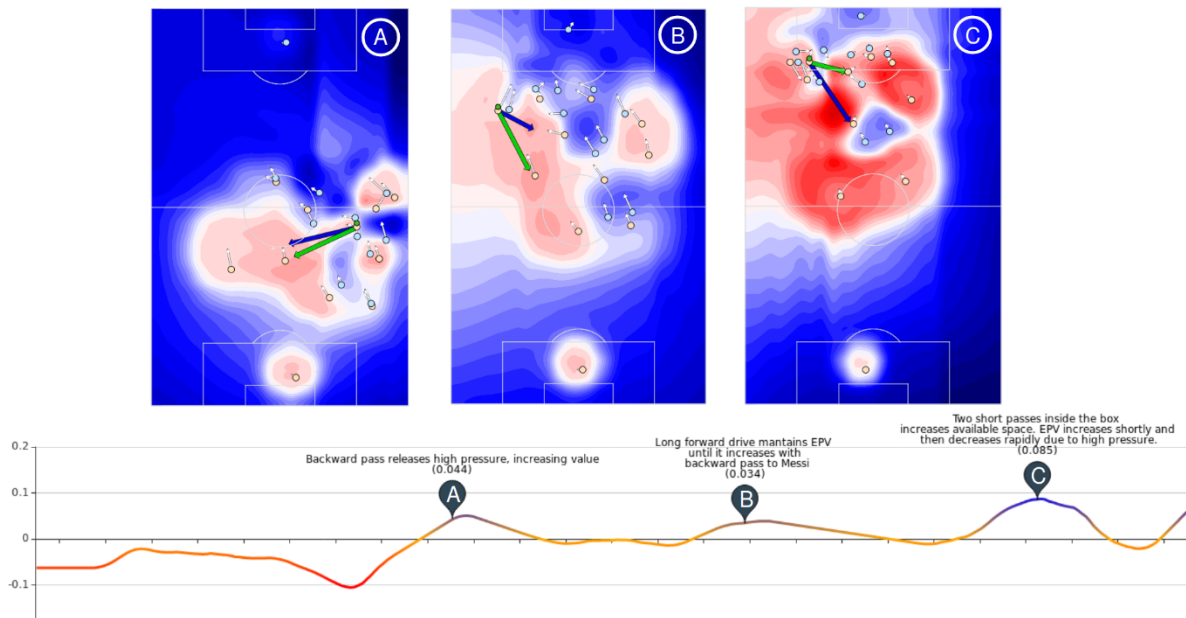 A
B
C
Two short passes inside the box
increases available space. EPV increases shortly and
then decreases rapidly due to high pressure.
(0.085)
Long forward drive mantains EPV
until it increases with
backward pass to Messi
(0.034)
Backward pass releases high pressure, increasing value
(0.044)
0.2
0.1
0
-0.1
A
B
C